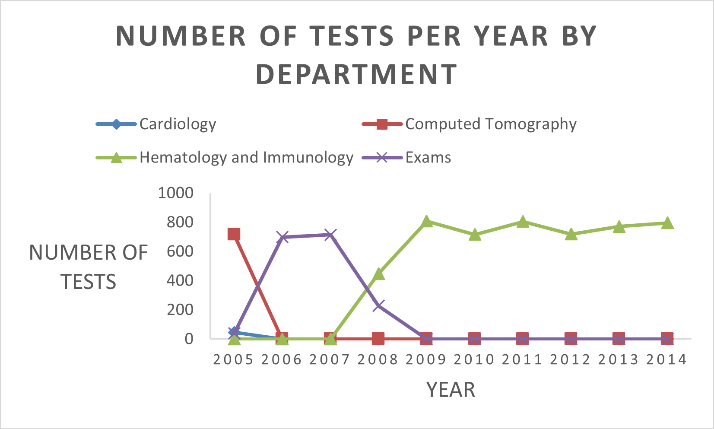 NUMBER OF TESTS PER YEAR BY
DEPARTMENT
Cardiology
Computed Tomography
Hematology and Immunology
Exams
1000
800
600
400
200
0
NUMBER OF
TESTS
2005 2006 2007 2008 2009 2010 2011 2012 2013 2014
YEAR